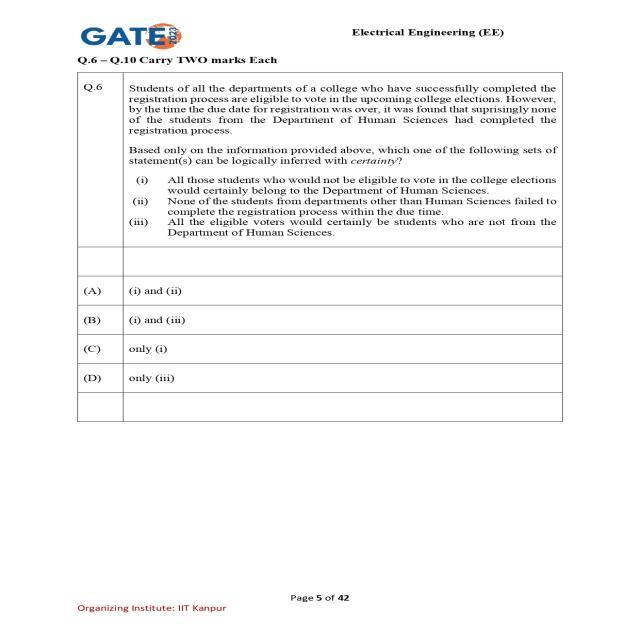 GATE 2023
Electrical Engineering (EE)
Q.6 – Q.10 Carry TWO marks Each
Q.6
Students of all the departments of a college who have successfully completed the
registration process are eligible to vote in the upcoming college elections. However,
by the time the due date for registration was over, it was found that suprisingly none
of the students from the Department of Human Sciences had completed the
registration process.
Based only on the information provided above, which one of the following sets of
statement(s) can be logically inferred with certainty?
(i) All those students who would not be eligible to vote in the college elections
would certainly belong to the Department of Human Sciences.
(ii) None of the students from departments other than Human Sciences failed to
complete the registration process within the due time.
(iii) All the eligible voters would certainly be students who are not from the
Department of Human Sciences.
(A) (i) and (ii)
(B) (i) and (iii)
(C) only (i)
(D) only (iii)
Page 5 of 42
Organizing Institute: IIT Kanpur